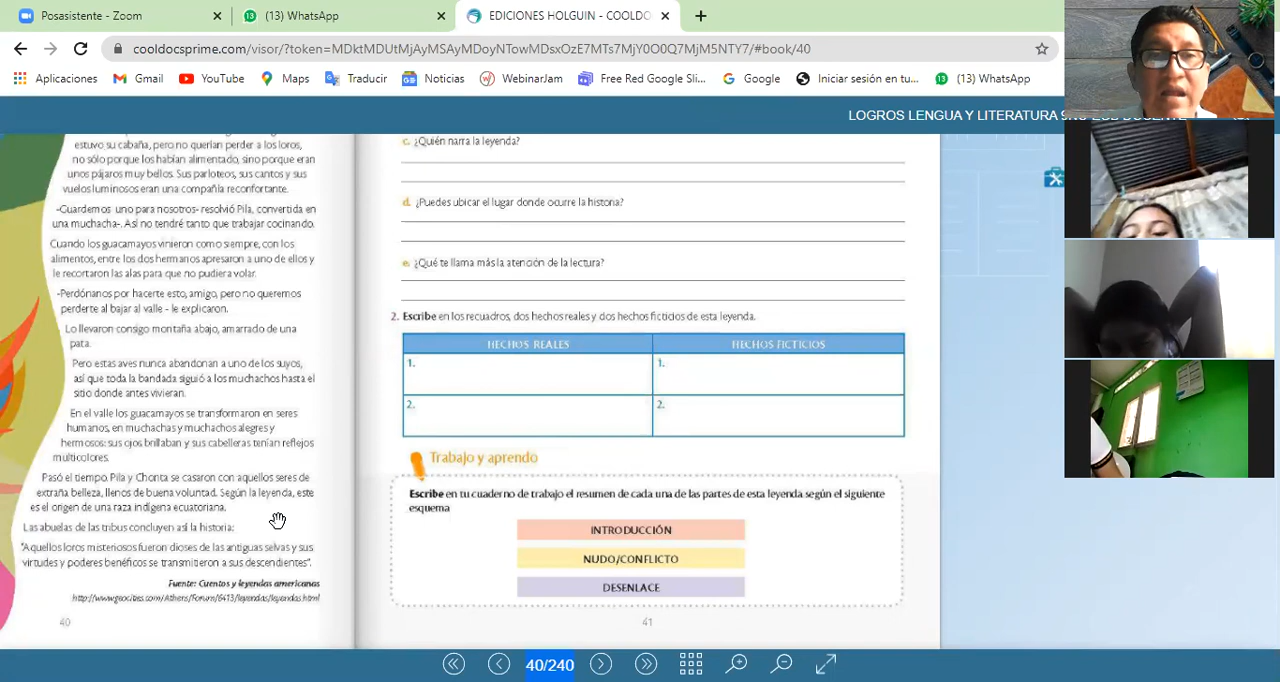 Posasistente - Zoom
(13) WhatsApp
EDICIONES HOLGUIN - COOLDO
cooldocsprime.com/visor/?token=MDktMDUtMjAyMSAyMDoyNTowMDsxOzE7MTs7MjY0O0Q7MjM5NTY7/#book/40
Aplicaciones
Gmail
YouTube
Maps
Traducir
Noticias
WebinarJam
Free Red Google Sli...
Google
Iniciar sesión en tu...
(13) WhatsApp
LOGROS LENGUA Y LITERATURA
estuvo su cabaña, pero no querían perder a los loros,
no sólo porque los habían alimentado, sino porque eran
unos pájaros muy bellos. Sus parloteos, sus cantos y sus
vuelos luminosos eran una compañía reconfortante.
-Guardemos uno para nosotros- resolvió Pila, convertida en
una muchacha-. Así no tendré tanto que trabajar cocinando.
Cuando los guacamayos vinieron como siempre, con los
alimentos, entre los dos hermanos apresaron a uno de ellos y
le recortaron las alas para que no pudiera volar.
-Perdónanos por hacerte esto, amigo, pero no queremos
perderte al bajar al valle - le explicaron.
Lo llevaron consigo montaña abajo, amarrado de una
pata.
Pero estas aves nunca abandonan a uno de los suyos,
así que toda la bandada siguió a los muchachos hasta el
sitio donde antes vivieran.
En el valle los guacamayos se transformaron en seres
humanos, en muchachas y muchachos alegres y
hermosos: sus ojos brillaban y sus cabelleras tenían reflejos
multicolores.
Pasó el tiempo. Pila y Chonta se casaron con aquellos seres de
extraña belleza, llenos de buena voluntad. Según la leyenda, este
es el origen de una raza indígena ecuatoriana.
Las abuelas de las tribus concluyen así la historia:
"Aquellos loros misteriosos fueron dioses de las antiguas selvas y sus
virtudes y poderes benéficos se transmitieron a sus descendientes".
Fuente: Cuentos y leyendas americanas
http://www.geocities.com/Athens/Forum/6413/leyendas/leyendas.html
40
c. ¿Quién narra la leyenda?
d. ¿Puedes ubicar el lugar donde ocurre la historia?
e. ¿Qué te llama más la atención de la lectura?
2. Escribe en los recuadros, dos hechos reales y dos hechos ficticios de esta leyenda.
HECHOS REALES
HECHOS FICTICIOS
1.
1.
2.
2.
Trabajo y aprendo
Escribe en tu cuaderno de trabajo el resumen de cada una de las partes de esta leyenda según el siguiente
esquema
INTRODUCCIÓN
NUDO/CONFLICTO
DESENLACE
41
40/240